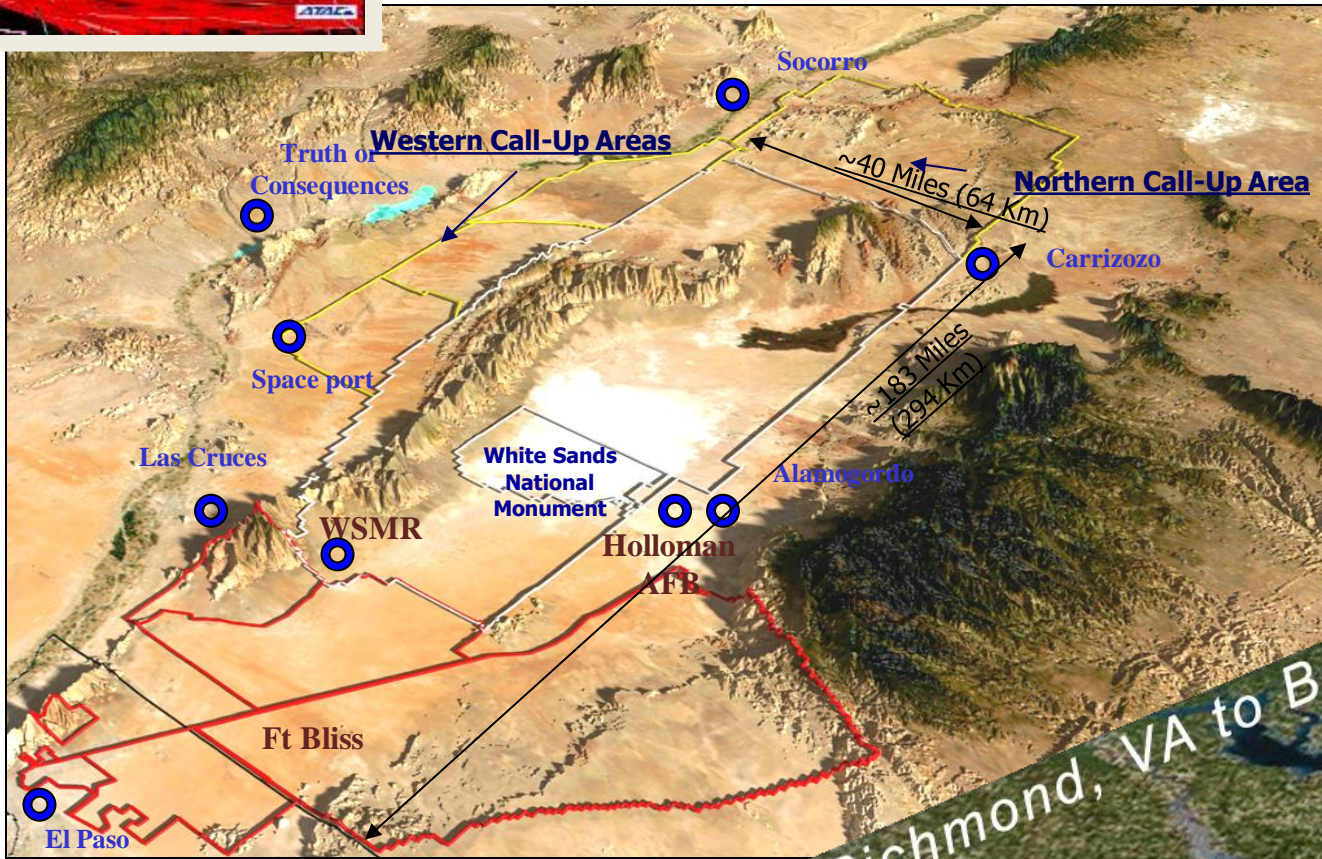 ATAC
Socorro
Western Call-Up Areas
Truth or
Consequences
~40 Miles (64 Km)
Northern Call-Up Area
Carrizozo
Space port
~183 Miles
(294 Km)
Las Cruces
White Sands
National
Monument
Alamogordo
WSMR
Holloman
AFB
Ft Bliss
El Paso
Richmond, VA to B